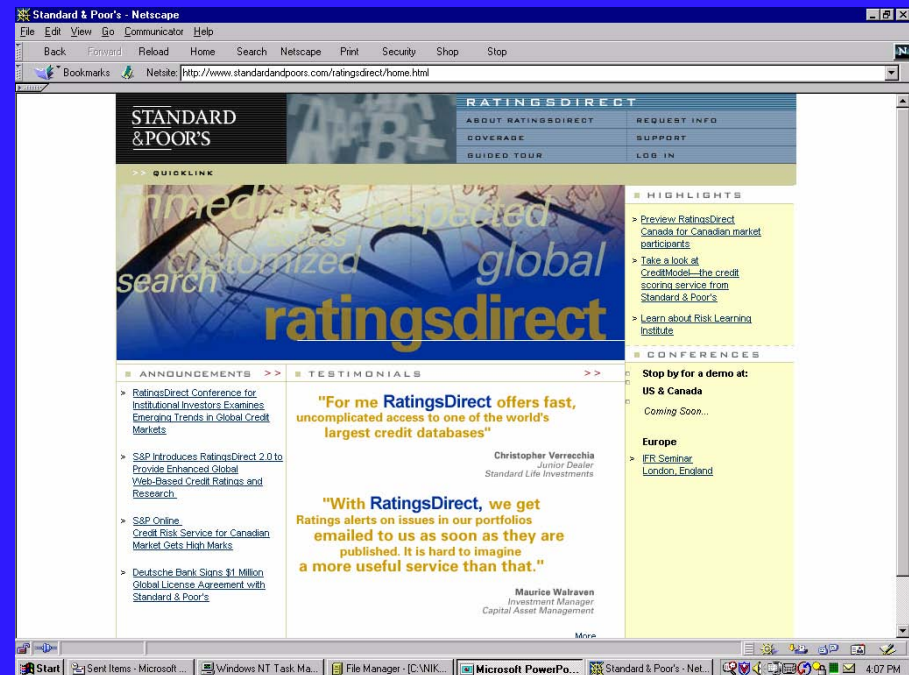 Standard & Poor's - Netscape
File Edit View Go Communicator Help
Back Forward Reload Home Search Netscape Print Security Shop Stop
Bookmarks Netsite: http://www.standardandpoors.com/ratingsdirect/home.html
STANDARD
&POOR'S
RATINGSDIRECT
ABOUT RATINGSDIRECT REQUEST INFO
COVERAGE SUPPORT
GUIDED TOUR LOG IN
>> QUICKLINK
immediate respected
access
customized global
search
ratingsdirect
HIGHLIGHTS
> Preview RatingsDirect
Canada for Canadian market
participants
> Take a look at
CreditModel—the credit
scoring service from
Standard & Poor's
> Learn about Risk Learning
Institute
CONFERENCES
Stop by for a demo at:
US & Canada
Coming Soon...
Europe
> IFR Seminar
London, England
ANNOUNCEMENTS >>
> RatingsDirect Conference for
Institutional Investors Examines
Emerging Trends in Global Credit
Markets
> S&P Introduces RatingsDirect 2.0 to
Provide Enhanced Global
Web-Based Credit Ratings and
Research
> S&P Online
Credit Risk Service for Canadian
Market Gets High Marks
> Deutsche Bank Signs $1 Million
Global License Agreement with
Standard & Poor's
TESTIMONIALS >>
"For me RatingsDirect offers fast,
uncomplicated access to one of the world's
largest credit databases"
Christopher Verrecchia
Junior Dealer
Standard Life Investments
"With RatingsDirect, we get
Ratings alerts on issues in our portfolios
emailed to us as soon as they are
published. It is hard to imagine
a more useful service than that."
Maurice Walraven
Investment Manager
Capital Asset Management
More
Start Sent Items - Microsoft ... Windows NT Task Ma... File Manager - [C:\NIK... Microsoft PowerPo... Standard & Poor's - Net... 4:07 PM